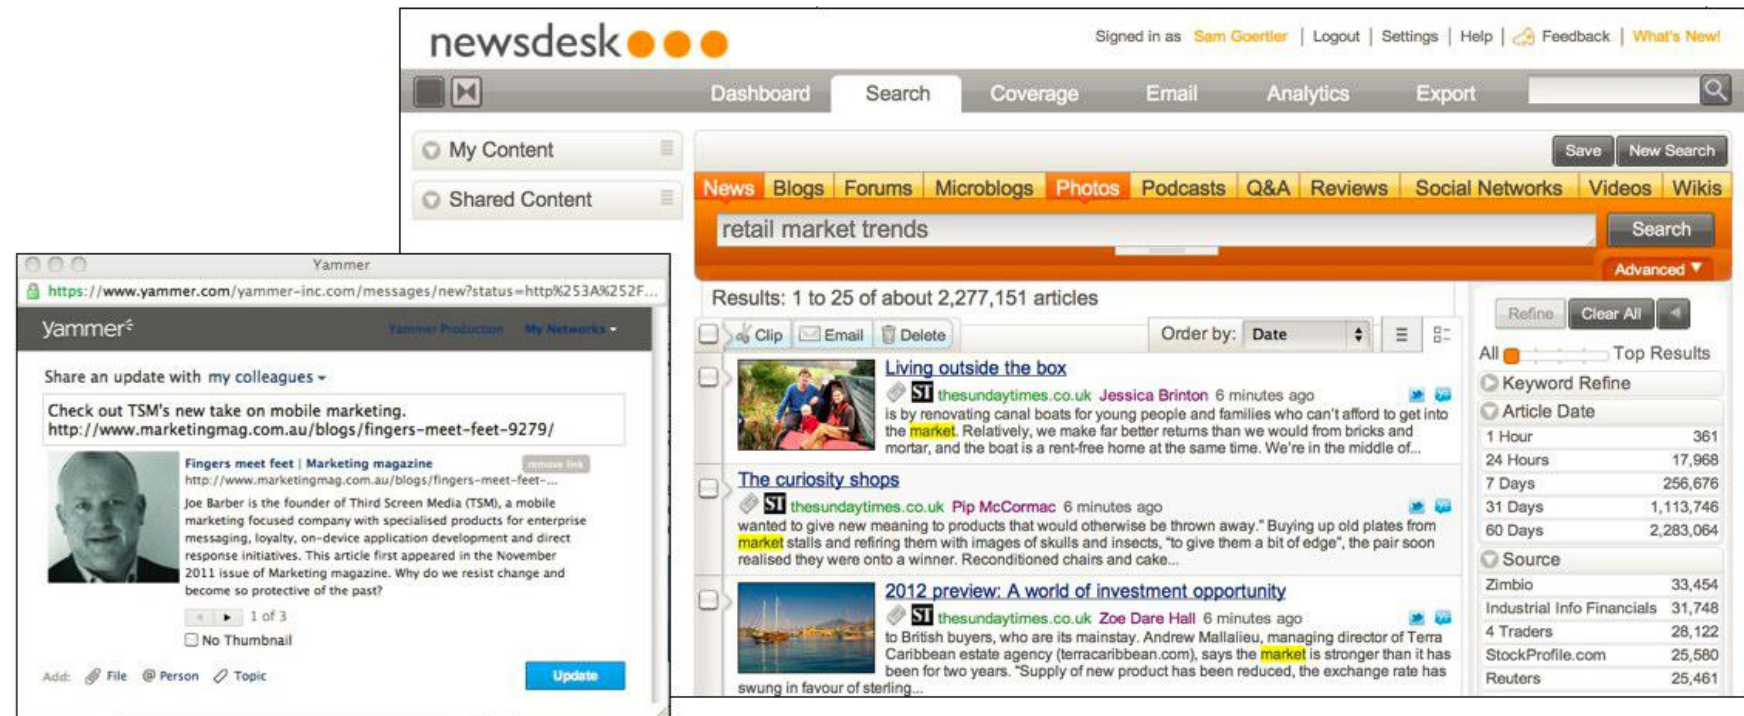 newsdesk
Signed in as Sam Goertler | Logout | Settings | Help | Feedback | What's New!
Dashboard Search Coverage Email Analytics Export
My Content
Shared Content
Save New Search
News Blogs Forums Microblogs Photos Podcasts Q&A Reviews Social Networks Videos Wikis
retail market trends
Search
Advanced
Results: 1 to 25 of about 2,277,151 articles
Clip Email Delete
Order by: Date
Living outside the box
ST thesundaytimes.co.uk Jessica Brinton 6 minutes ago
is by renovating canal boats for young people and families who can't afford to get into
the market. Relatively, we make far better returns than we would from bricks and
mortar, and the boat is a rent-free home at the same time. We're in the middle of...
The curiosity shops
ST thesundaytimes.co.uk Pip McCormac 6 minutes ago
wanted to give new meaning to products that would otherwise be thrown away." Buying up old plates from
market stalls and refiring them with images of skulls and insects, "to give them a bit of edge", the pair soon
realised they were onto a winner. Reconditioned chairs and cake...
2012 preview: A world of investment opportunity
ST thesundaytimes.co.uk Zoe Dare Hall 6 minutes ago
to British buyers, who are its mainstay. Andrew Mallalieu, managing director of Terra
Caribbean estate agency (terracaribbean.com), says the market is stronger than it has
been for two years. "Supply of new product has been reduced, the exchange rate has
swung in favour of sterling...
Refine Clear All
All Top Results
Keyword Refine
Article Date
1 Hour 361
24 Hours 17,968
7 Days 256,676
31 Days 1,113,746
60 Days 2,283,064
Source
Zimbio 33,454
Industrial Info Financials 31,748
4 Traders 28,122
StockProfile.com 25,580
Reuters 25,461
Yammer
https://www.yammer.com/yammer-inc.com/messages/new?status=http%253A%252F...
yammer
Yammer Production My Networks
Share an update with my colleagues
Check out TSM's new take on mobile marketing.
http://www.marketingmag.com.au/blogs/fingers-meet-feet-9279/
Fingers meet feet | Marketing magazine
remove link
http://www.marketingmag.com.au/blogs/fingers-meet-feet-...
Joe Barber is the founder of Third Screen Media (TSM), a mobile
marketing focused company with specialised products for enterprise
messaging, loyalty, on-device application development and direct
response initiatives. This article first appeared in the November
2011 issue of Marketing magazine. Why do we resist change and
become so protective of the past?
1 of 3
No Thumbnail
Add: File @ Person Topic
Update